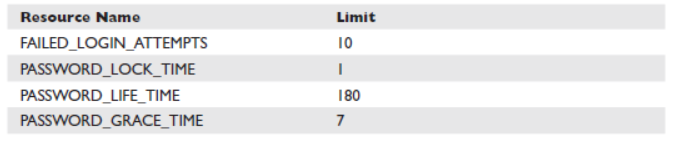 Resource Name Limit
FAILED_LOGIN_ATTEMPTS 10
PASSWORD_LOCK_TIME 1
PASSWORD_LIFE_TIME 180
PASSWORD_GRACE_TIME 7